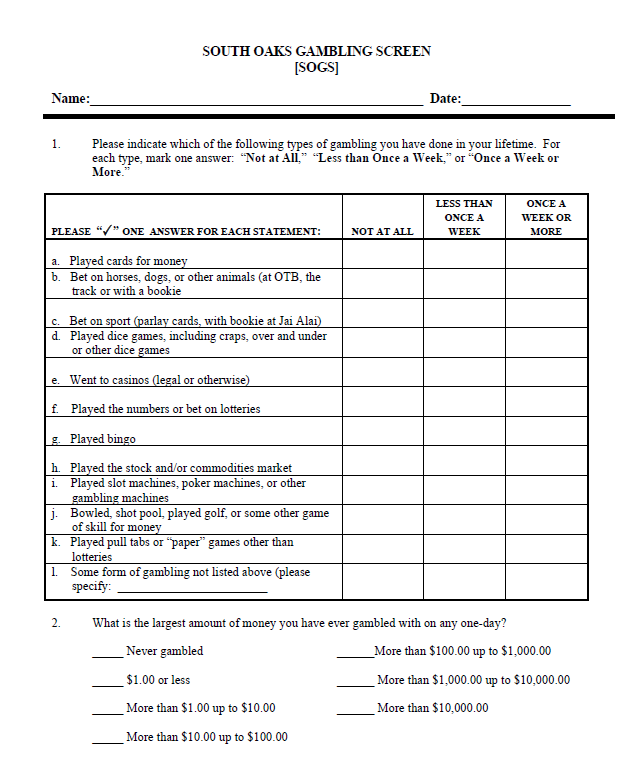 SOUTH OAKS GAMBLING SCREEN
[SOGS]
Name:________ Date:________
1. Please indicate which of the following types of gambling you have done in your lifetime. For
each type, mark one answer: “Not at All,” “Less than Once a Week,” or “Once a Week or
More.”
PLEASE “✓” ONE ANSWER FOR EACH STATEMENT:
NOT AT ALL
LESS THAN
ONCE A
WEEK
ONCE A
WEEK OR
MORE
a. Played cards for money
b. Bet on horses, dogs, or other animals (at OTB, the
track or with a bookie
c. Bet on sport (parlay cards, with bookie at Jai Alai)
d. Played dice games, including craps, over and under
or other dice games
e. Went to casinos (legal or otherwise)
f. Played the numbers or bet on lotteries
g. Played bingo
h. Played the stock and/or commodities market
i. Played slot machines, poker machines, or other
gambling machines
j. Bowled, shot pool, played golf, or some other game
of skill for money
k. Played pull tabs or “paper” games other than
lotteries
l. Some form of gambling not listed above (please
specify: ________
2. What is the largest amount of money you have ever gambled with on any one-day?
_____ Never gambled ______More than $100.00 up to $1,000.00
_____ $1.00 or less ______ More than $1,000.00 up to $10,000.00
_____ More than $1.00 up to $10.00 ______ More than $10,000.00
_____ More than $10.00 up to $100.00